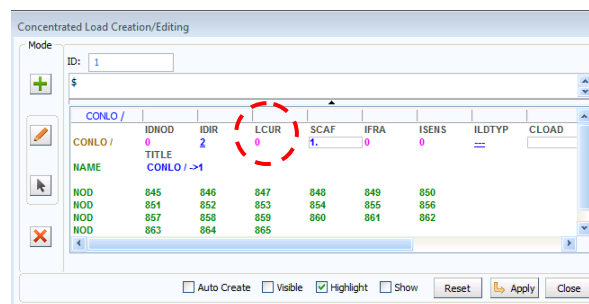 Concentrated Load Creation/Editing
Mode
ID: 1
$
CONLO /
IDNOD IDIR LCUR SCAF IFRA ISENS ILDTYP CLOAD
CONLO / 0 2 0 1. 0 0 ---
TITLE
NAME CONLO / ->1
NOD 845 846 847 848 849 850
NOD 851 852 853 854 855 856
NOD 857 858 859 860 861 862
NOD 863 864 865
Auto Create Visible Highlight Show Reset Apply Close